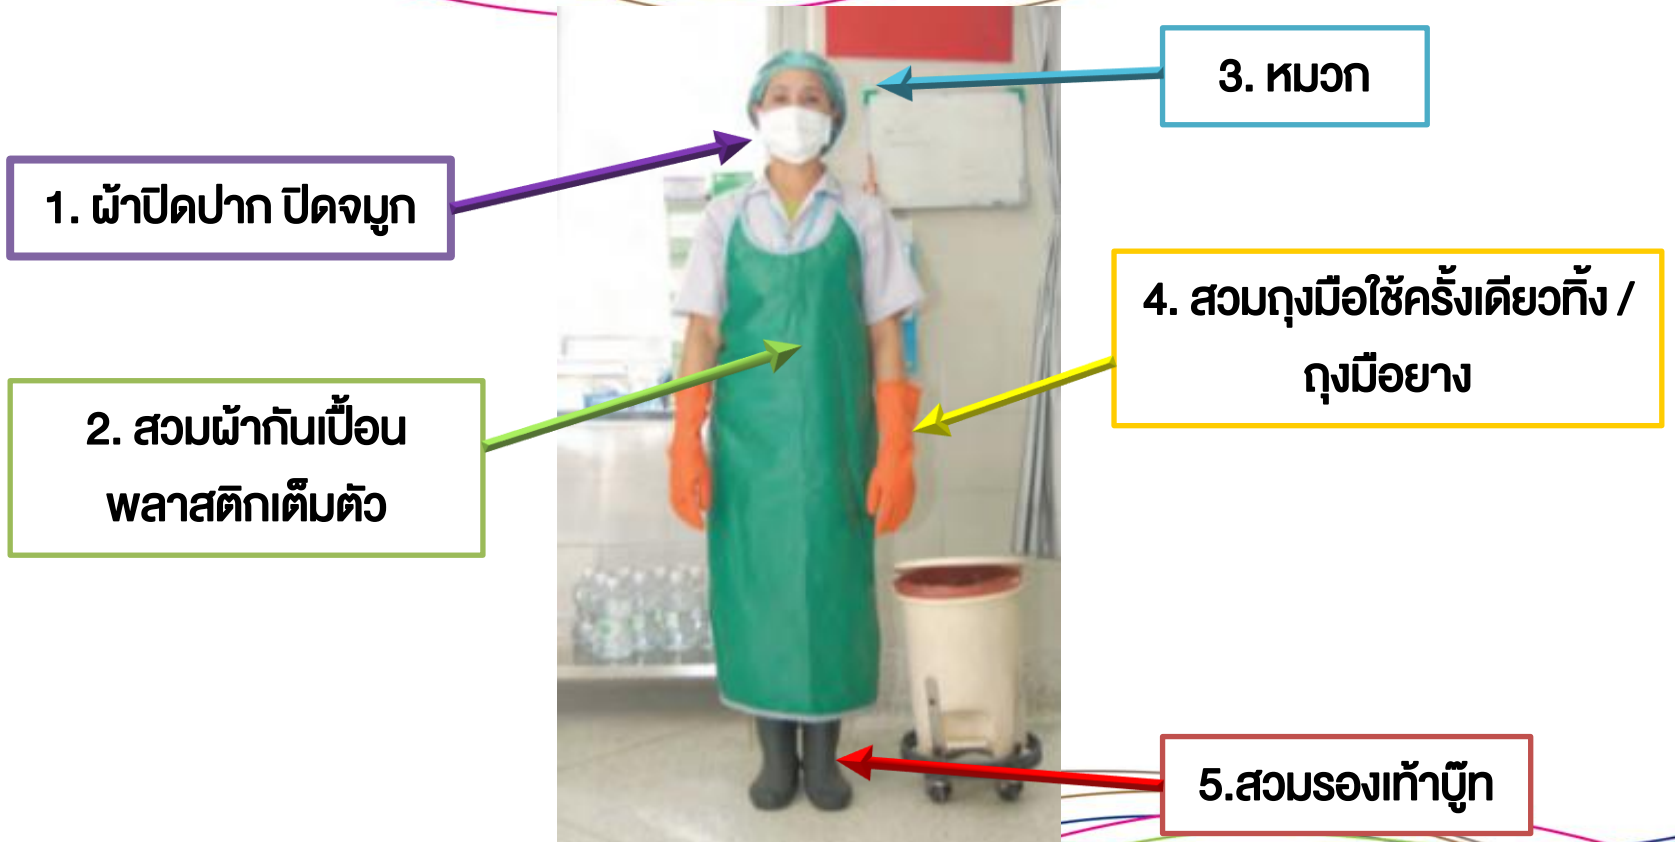 1. ผ้าปิดปาก ปิดจมูก
2. สวมผ้ากันเปื้อน
พลาสติกเต็มตัว
3. หมวก
4. สวมถุงมือใช้ครั้งเดียวทิ้ง /
ถุงมือยาง
5.สวมรองเท้าบู๊ท